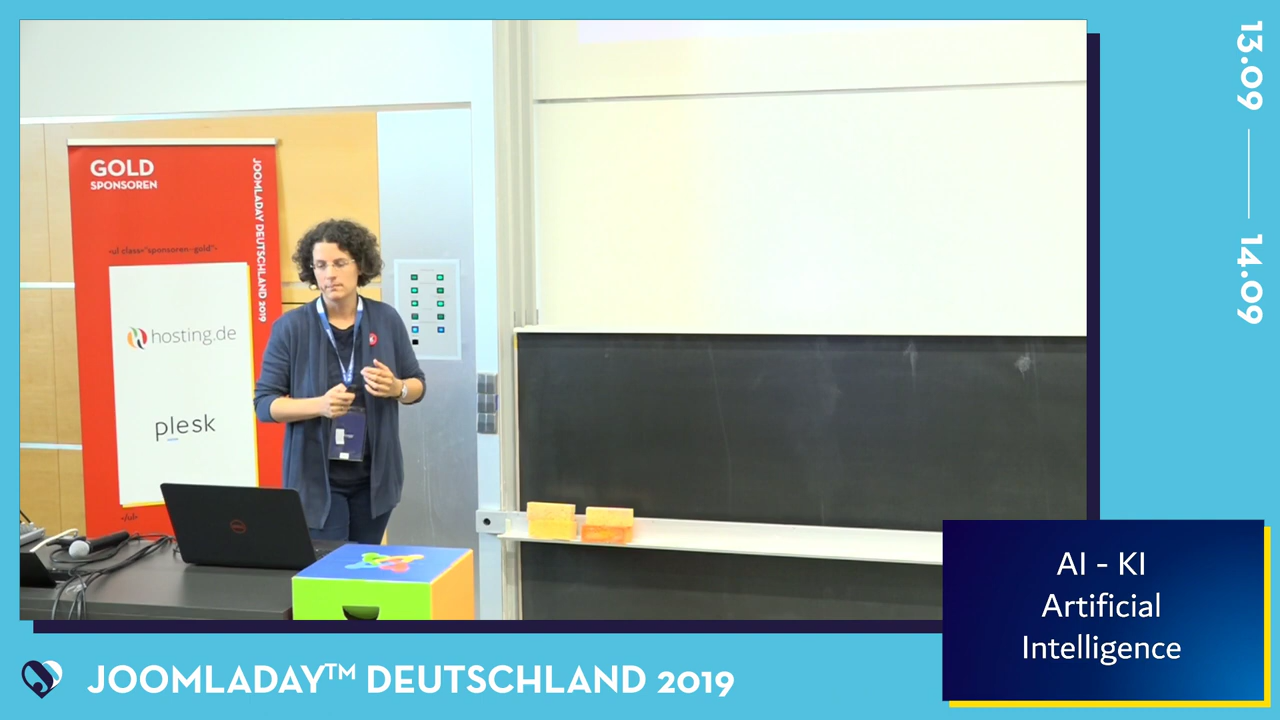 GOLD
SPONSOREN
JOOMLADAY DEUTSCHLAND 2019
<ul class="sponsoren-gold">
hosting.de
plesk
</ul>
DELL
13.09
14.09
AI - KI
Artificial
Intelligence
JOOMLADAY™ DEUTSCHLAND 2019